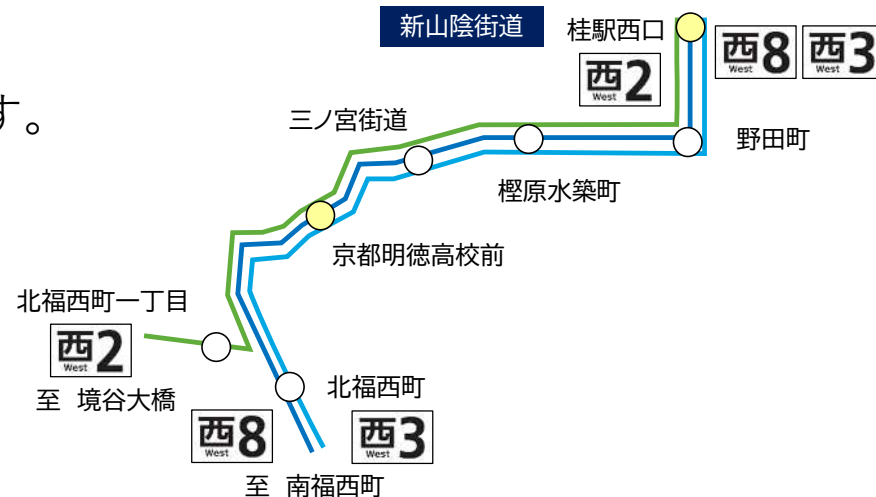 新山陰街道
桂駅西口
西2
West
西8
West
西3
West
す。
三ノ宮街道
野田町
樫原水築町
京都明徳高校前
北福西町一丁目
西2
West
至 境谷大橋
北福西町
西8
West
西3
West
至 南福西町